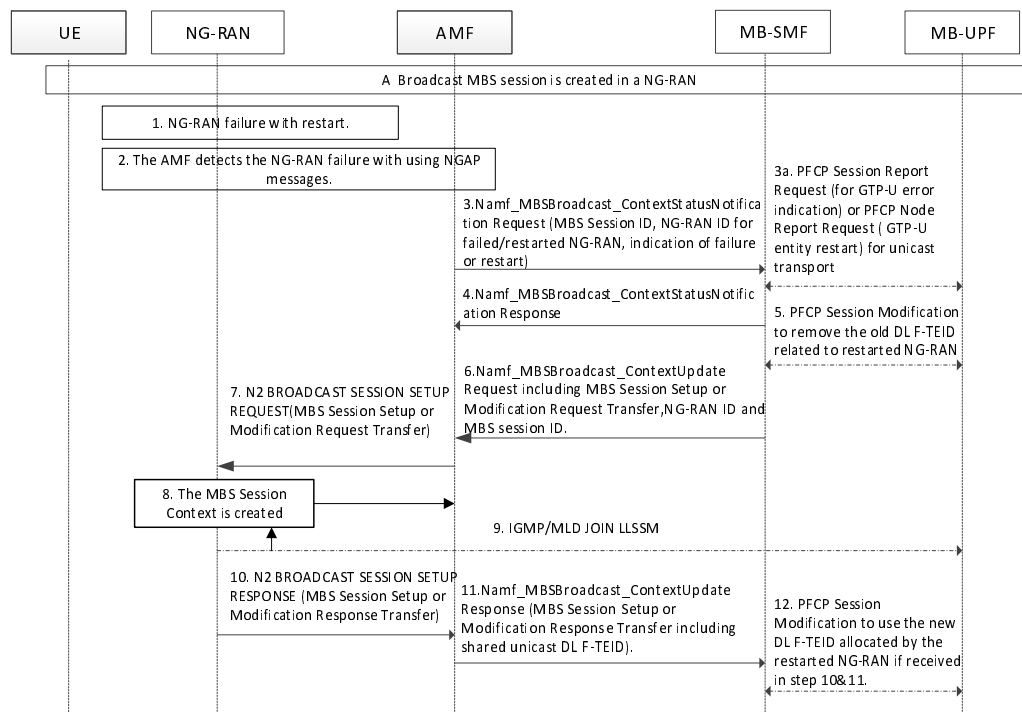 UE
NG-RAN
AMF
MB-SMF
MB-UPF
A Broadcast MBS session is created in a NG-RAN
1. NG-RAN failure with restart.
2. The AMF detects the NG-RAN failure with using NGAP
messages.
3.Namf_MBSBroadcast_ContextStatusNotifica
tion Request (MBS Session ID, NG-RAN ID for
failed/restarted NG-RAN, indication of failure
or restart)
3a. PFCP Session Report
Request (for GTP-U error
indication) or PFCP Node
Report Request ( GTP-U
entity restart) for unicast
transport
4.Namf_MBSBroadcast_ContextStatusNotific
ation Response
5. PFCP Session Modification
to remove the old DL F-TEID
related to restarted NG-RAN
6.Namf_MBSBroadcast_ContextUpdate
Request including MBS Session Setup or
Modification Request Transfer,NG-RAN ID and
MBS session ID.
7. N2 BROADCAST SESSION SETUP
REQUEST(MBS Session Setup or
Modification Request Transfer)
8. The MBS Session
Context is created
9. IGMP/MLD JOIN LLSSM
10. N2 BROADCAST SESSION SETUP
RESPONSE (MBS Session Setup or
Modification Response Transfer)
11.Namf_MBSBroadcast_ContextUpdate
Response (MBS Session Setup or
Modification Response Transfer including
shared unicast DL F-TEID).
12. PFCP Session
Modification to use the new
DL F-TEID allocated by the
restarted NG-RAN if received
in step 10&11.